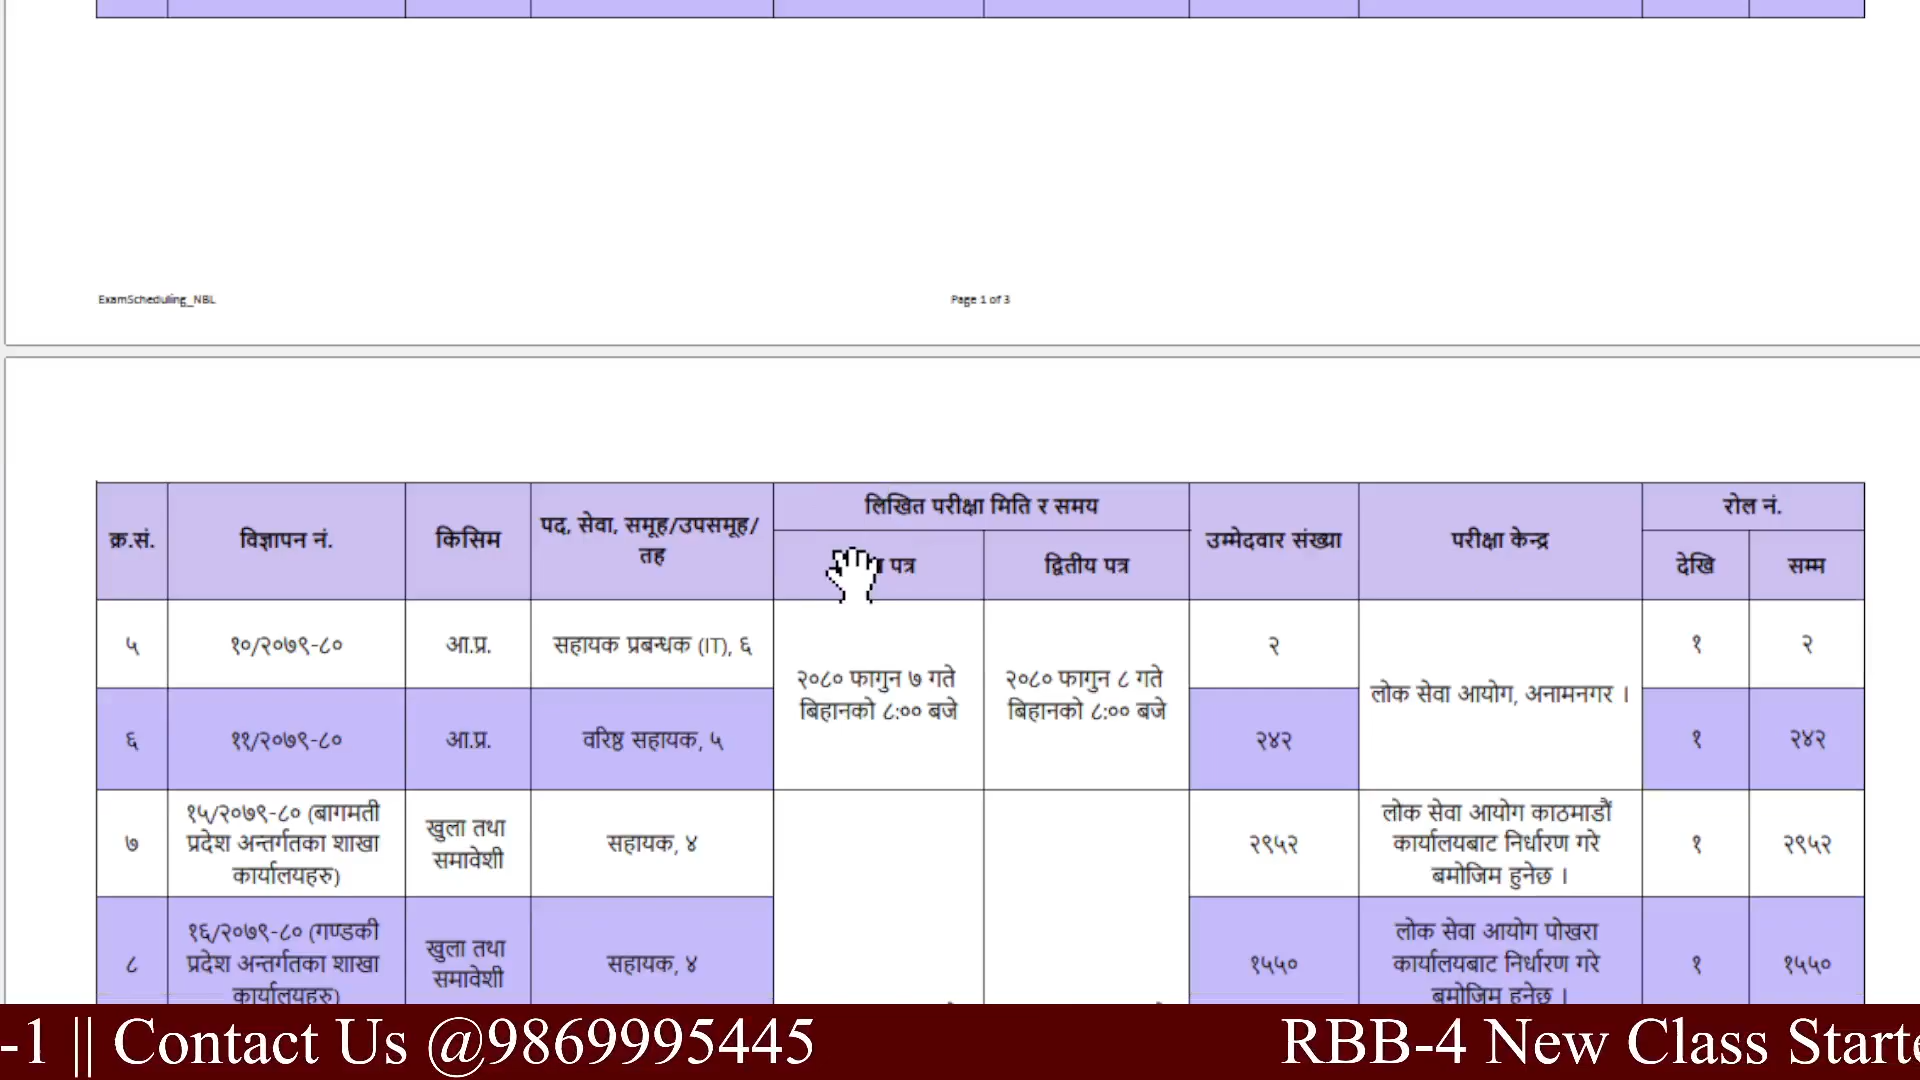 ExamScheduling_NBL
Page 1 of 3
क्र.सं.
विज्ञापन नं.
किसिम
पद, सेवा, समूह/उपसमूह/
तह
लिखित परीक्षा मिति र समय
पत्र
द्वितीय पत्र
उम्मेदवार संख्या
परीक्षा केन्द्र
रोल नं.
देखि
सम्म
५
१०/२०७९-८०
आ.प्र.
सहायक प्रबन्धक (IT), ६
२०८० फागुन ७ गते
बिहानको ८:०० बजे
२०८० फागुन ८ गते
बिहानको ८:०० बजे
२
लोक सेवा आयोग, अनामनगर ।
१
२
६
११/२०७९-८०
आ.प्र.
वरिष्ठ सहायक, ५
२४२
१
२४२
७
१५/२०७९-८० (बागमती
प्रदेश अन्तर्गतका शाखा
कार्यालयहरु)
खुला तथा
समावेशी
सहायक, ४
२९५२
लोक सेवा आयोग काठमाडौं
कार्यालयबाट निर्धारण गरे
बमोजिम हुनेछ ।
१
२९५२
८
१६/२०७९-८० (गण्डकी
प्रदेश अन्तर्गतका शाखा
कार्यालयहरु)
खुला तथा
समावेशी
सहायक, ४
१५५०
लोक सेवा आयोग पोखरा
कार्यालयबाट निर्धारण गरे
बमोजिम हुनेछ ।
१
१५५०
-1 || Contact Us @9869995445
RBB-4 New Class Starte